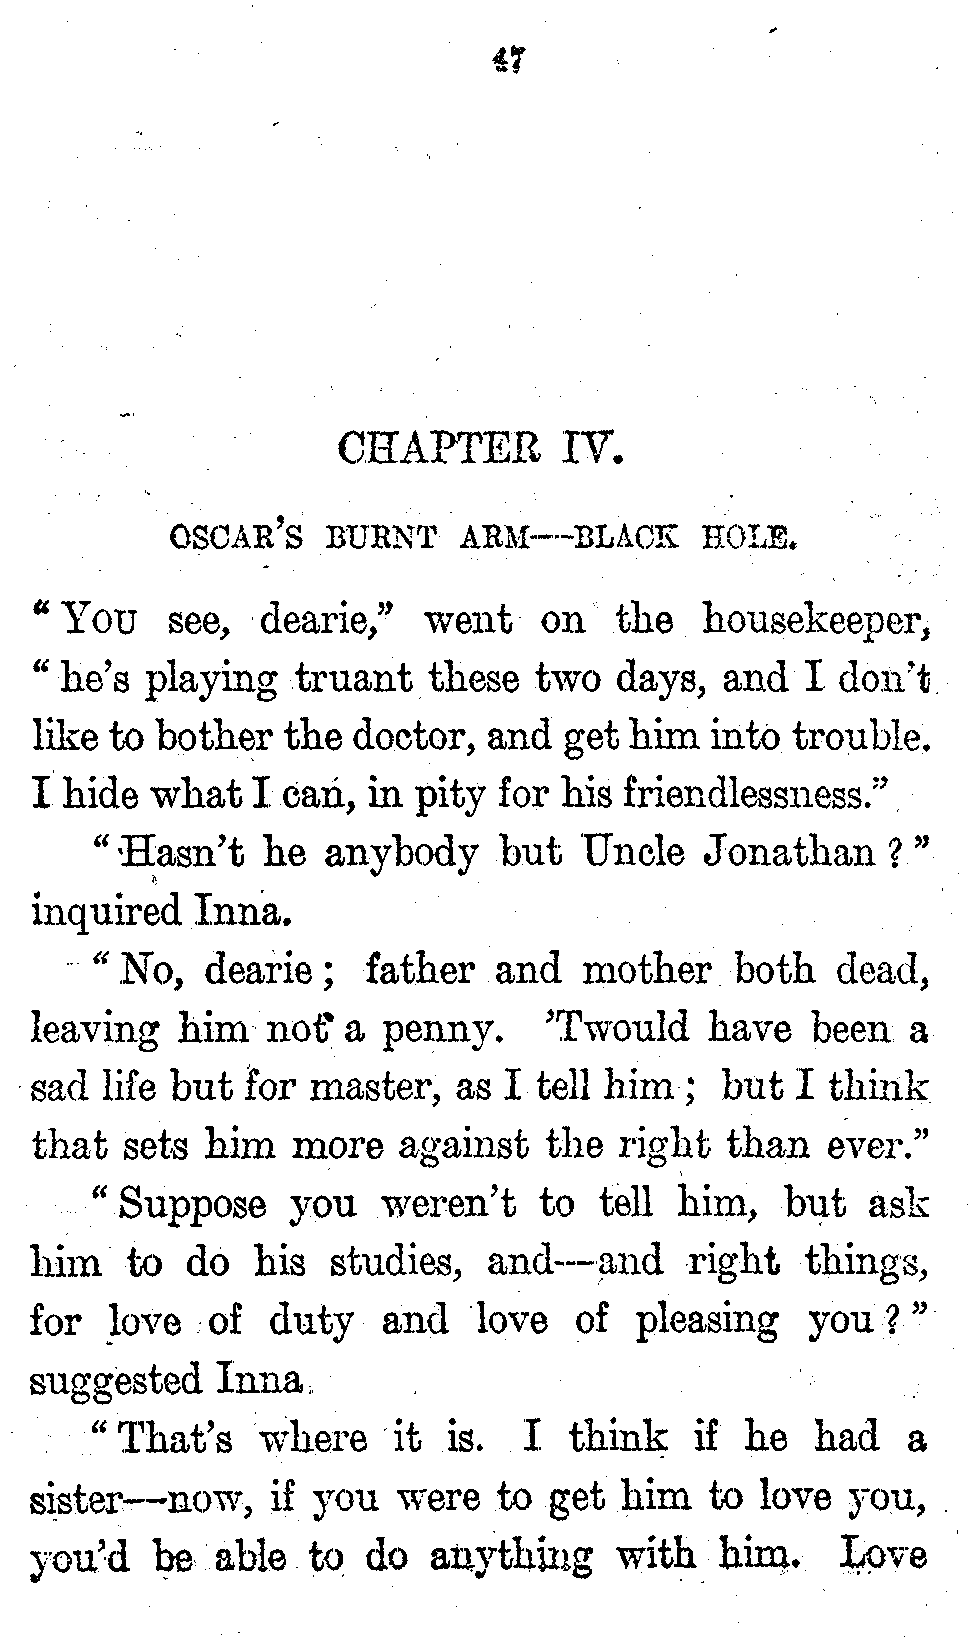 47
CHAPTER IV.
OSCAR'S BURNT ARM—BLACK HOLE.
“YOU see, dearie,” went on the housekeeper,
“he's playing truant these two days, and I don't
like to bother the doctor, and get him into trouble.
I hide what I can, in pity for his friendlessness.”
“Hasn't he anybody but Uncle Jonathan?”
inquired Inna.
“No, dearie; father and mother both dead,
leaving him not a penny. 'Twould have been a
sad life but for master, as I tell him; but I think
that sets him more against the right than ever.”
“Suppose you weren't to tell him, but ask
him to do his studies, and—and right things,
for love of duty and love of pleasing you?”
suggested Inna.
“That's where it is. I think if he had a
sister—now, if you were to get him to love you,
you'd be able to do anything with him. Love